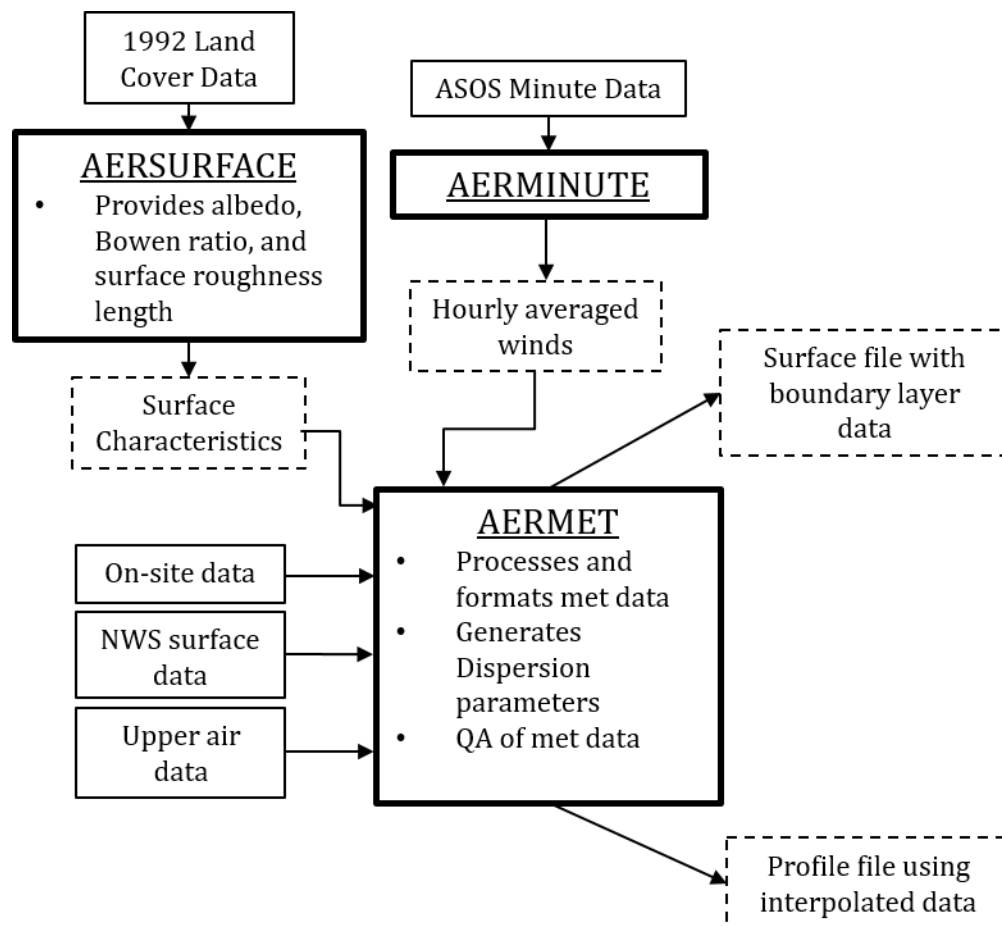 1992 Land
Cover Data
ASOS Minute Data
AERSURFACE
• Provides albedo,
Bowen ratio, and
surface roughness
length
AERMINUTE
Hourly averaged
winds
Surface file with
boundary layer
data
Surface
Characteristics
AERMET
• Processes and
formats met data
• Generates
Dispersion
parameters
• QA of met data
On-site data
NWS surface
data
Upper air
data
Profile file using
interpolated data